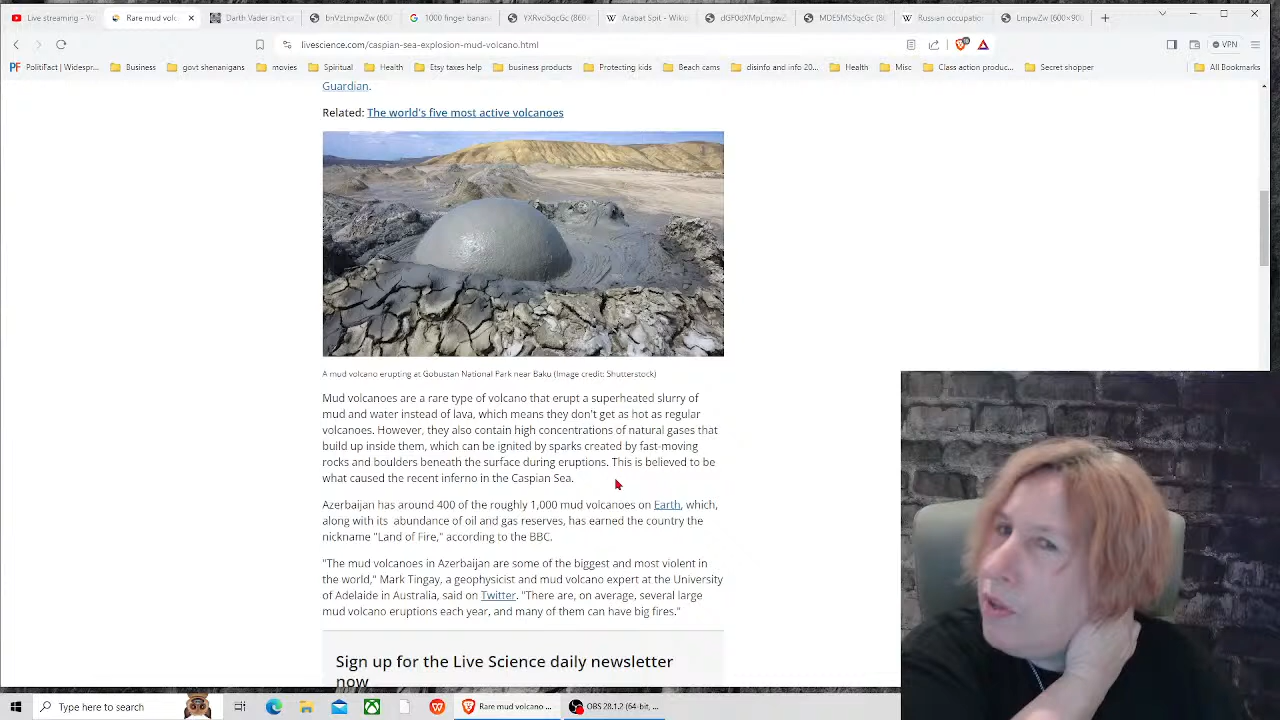 Live streaming - Yo
Rare mud volc
Darth Vader isn't c
bnVzLmpwZw (600×
1000 finger banana
YXRvoSqcGc (860×
Arabat Spit - Wiki
dGF0dXMpLmpwZ
MDE5MS5qcGc (8
Russian occupation
LmpwZw (600×90
livescience.com/caspian-sea-explosion-mud-volcano.html
VPN
PolitiFact | Widespr...
Business
govt shenanigans
movies
Spiritual
Health
Etsy taxes help
business products
Protecting kids
Beach cams
disinfo and info 20...
Health
Misc
Class action produc...
Secret shopper
All Bookmarks
Guardian.
Related: The world's five most active volcanoes
A mud volcano erupting at Gobustan National Park near Baku (Image credit: Shutterstock)
Mud volcanoes are a rare type of volcano that erupt a superheated slurry of
mud and water instead of lava, which means they don't get as hot as regular
volcanoes. However, they also contain high concentrations of natural gases that
build up inside them, which can be ignited by sparks created by fast-moving
rocks and boulders beneath the surface during eruptions. This is believed to be
what caused the recent inferno in the Caspian Sea.
Azerbaijan has around 400 of the roughly 1,000 mud volcanoes on Earth, which,
along with its abundance of oil and gas reserves, has earned the country the
nickname "Land of Fire," according to the BBC.
"The mud volcanoes in Azerbaijan are some of the biggest and most violent in
the world," Mark Tingay, a geophysicist and mud volcano expert at the University
of Adelaide in Australia, said on Twitter. "There are, on average, several large
mud volcano eruptions each year, and many of them can have big fires."
Sign up for the Live Science daily newsletter
now
Type here to search
Rare mud volcano ...
OBS 28.1.2 (64-bit, ...